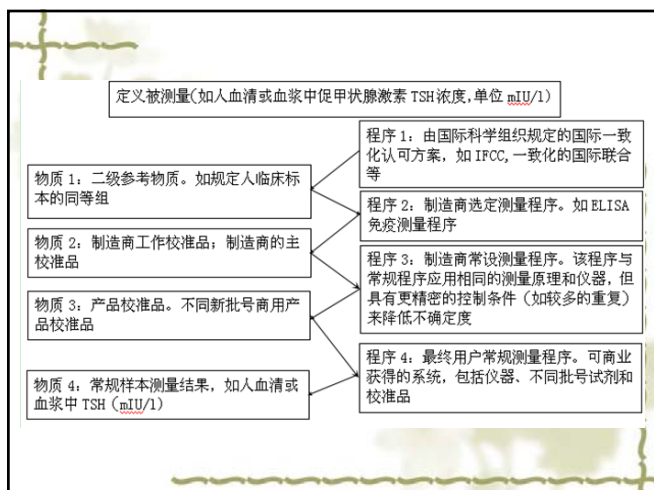 定义被测量(如人血清或血浆中促甲状腺激素TSH浓度,单位mIU/l)
程序1：由国际科学组织规定的国际一致
化认可方案，如IFCC,一致化的国际联合
等
物质1：二级参考物质。如规定人临床标
本的同等组
程序2：制造商选定测量程序。如ELISA
免疫测量程序
物质2：制造商工作校准品；制造商的主
校准品
程序3：制造商常设测量程序。该程序与
常规程序应用相同的测量原理和仪器，但
具有更精密的控制条件（如较多的重复）
来降低不确定度
物质3：产品校准品。不同新批号商用产
品校准品
程序4：最终用户常规测量程序。可商业
获得的系统，包括仪器、不同批号试剂和
校准品
物质4：常规样本测量结果，如人血清或
血浆中TSH（mIU/l）